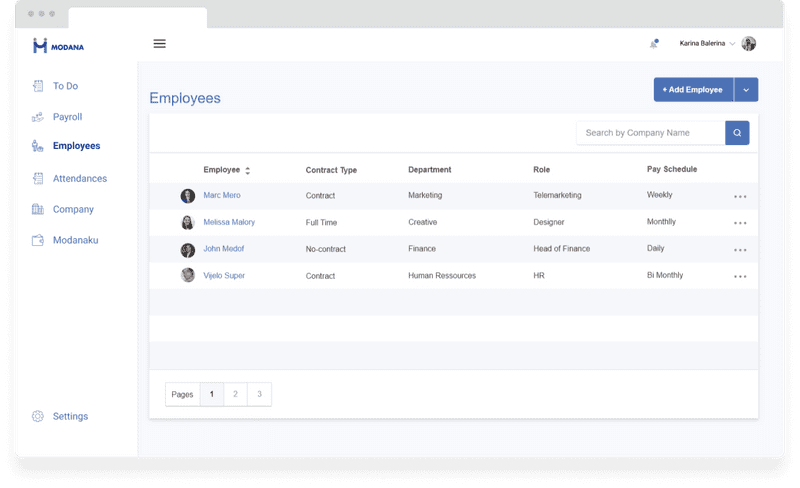 MODANA
Karina Balerina
To Do
Payroll
Employees
Attendances
Company
Modanaku
Settings
Employees
+ Add Employee
Search by Company Name
Employee Contract Type Department Role Pay Schedule
Marc Mero Contract Marketing Telemarketing Weekly
Melissa Malory Full Time Creative Designer Monthlly
John Medof No-contract Finance Head of Finance Daily
Vijelo Super Contract Human Ressources HR Bi Monthly
Pages 1 2 3